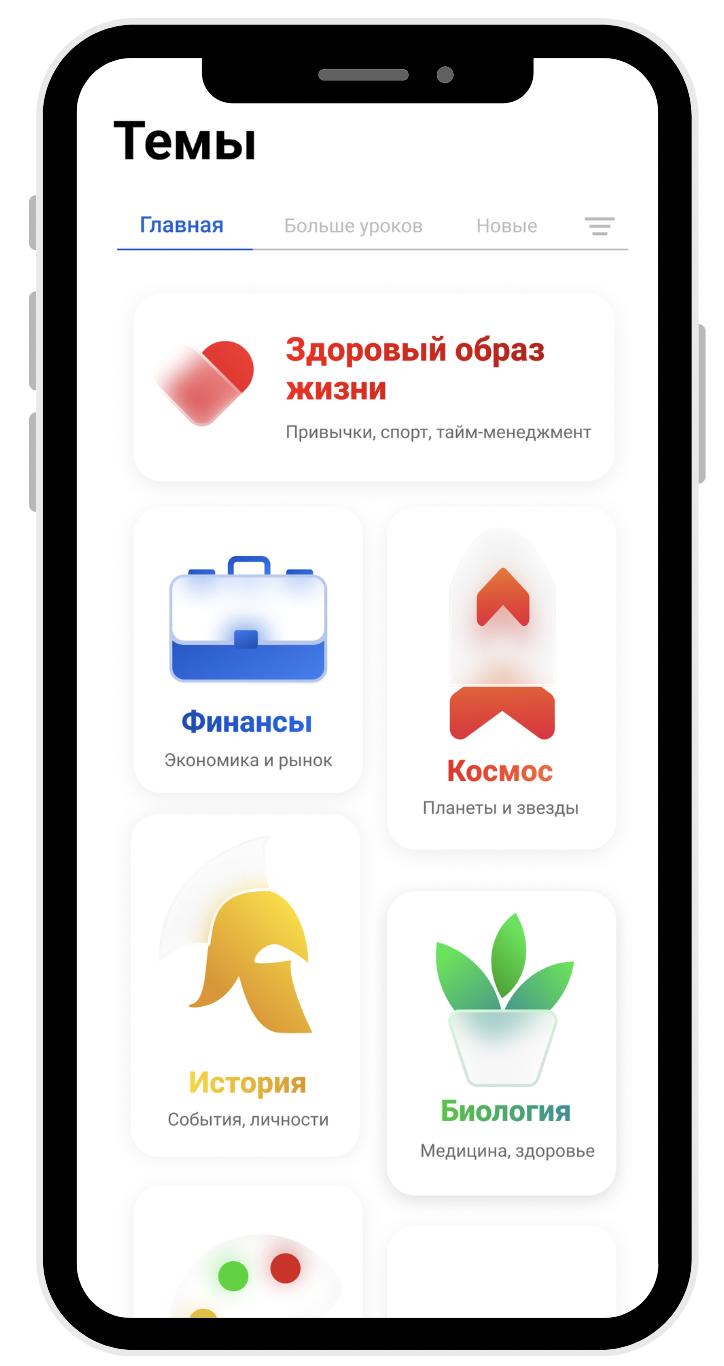 Темы
Главная
Больше уроков
Новые
Здоровый образ
жизни
Привычки, спорт, тайм-менеджмент
Финансы
Экономика и рынок
Космос
Планеты и звезды
История
События, личности
Биология
Медицина, здоровье